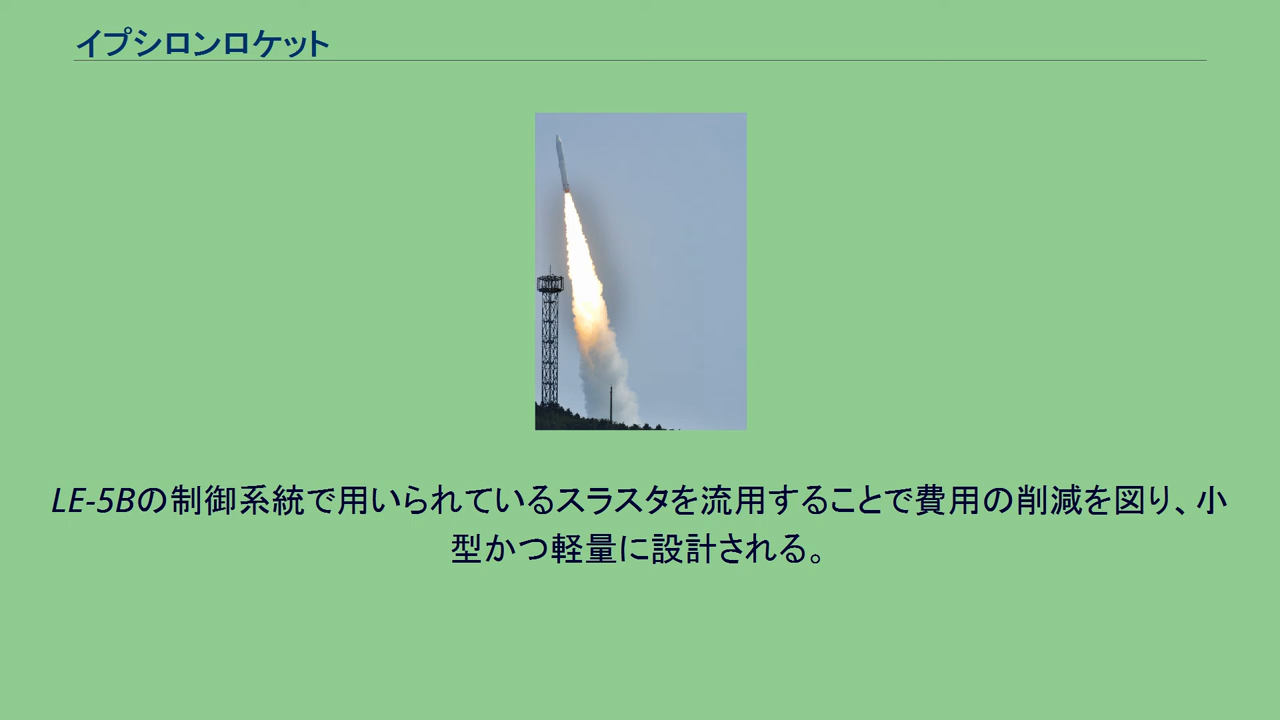 イプシロンロケット
LE-5Bの制御系統で用いられているスラスタを流用することで費用の削減を図り、小
型かつ軽量に設計される。